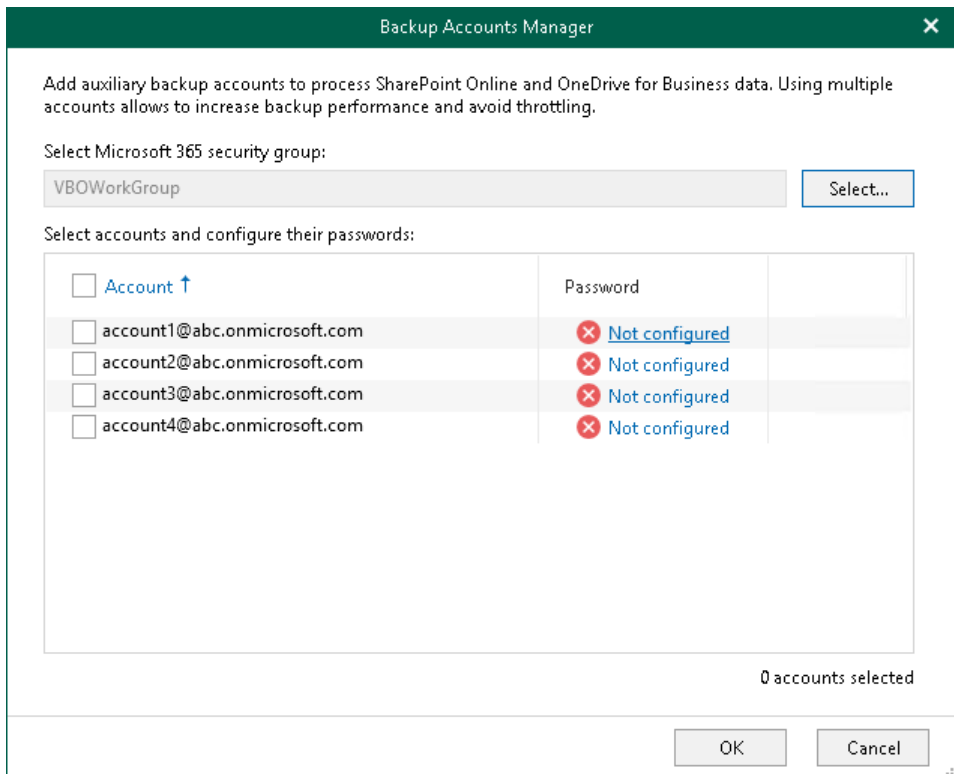 Backup Accounts Manager
Add auxiliary backup accounts to process SharePoint Online and OneDrive for Business data. Using multiple
accounts allows to increase backup performance and avoid throttling.
Select Microsoft 365 security group:
VBOWorkGroup
Select...
Select accounts and configure their passwords:
Account ↑ Password
account1@abc.onmicrosoft.com Not configured
account2@abc.onmicrosoft.com Not configured
account3@abc.onmicrosoft.com Not configured
account4@abc.onmicrosoft.com Not configured
0 accounts selected
OK Cancel